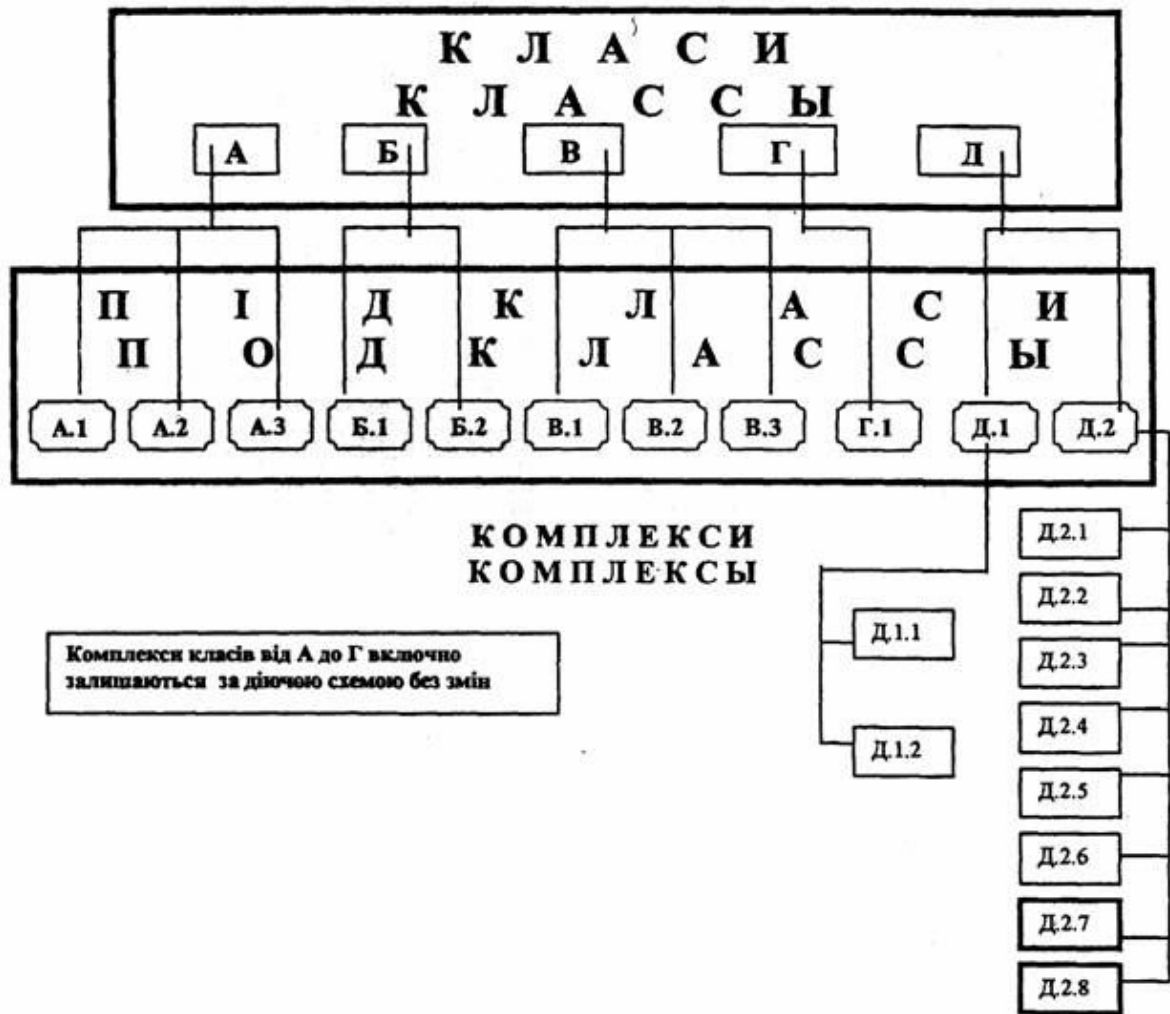 К Л А С И
К Л А С С Ы
А Б В Г Д
П І Д К Л А С И
П О Д К Л А С С Ы
А.1 А.2 А.3 Б.1 Б.2 В.1 В.2 В.3 Г.1 Д.1 Д.2
К О М П Л Е К С И
К О М П Л Е К С Ы
Д.2.1
Д.2.2
Д.1.1
Д.2.3
Комплекси класів від А до Г включно
залишаються за діючою схемою без змін
Д.2.4
Д.1.2
Д.2.5
Д.2.6
Д.2.7
Д.2.8